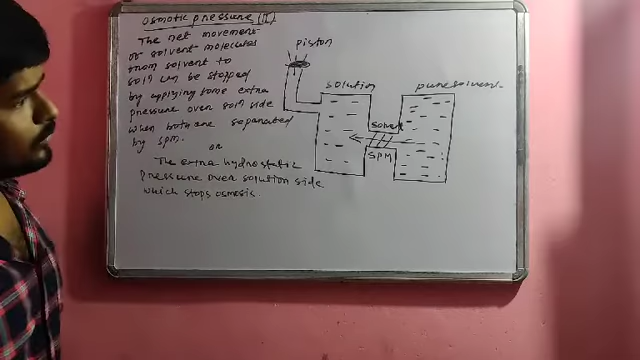 Osmotic pressure (π)
The net movement
of solvent molecules
from solvent to
soln can be stopped
by applying some extra
pressure over soln side
when both are separated
by spm.
OR
The extra hydrostatic
pressure over solution side
which stops osmosis.
piston
solution
pure solvent.
solvent
SPM